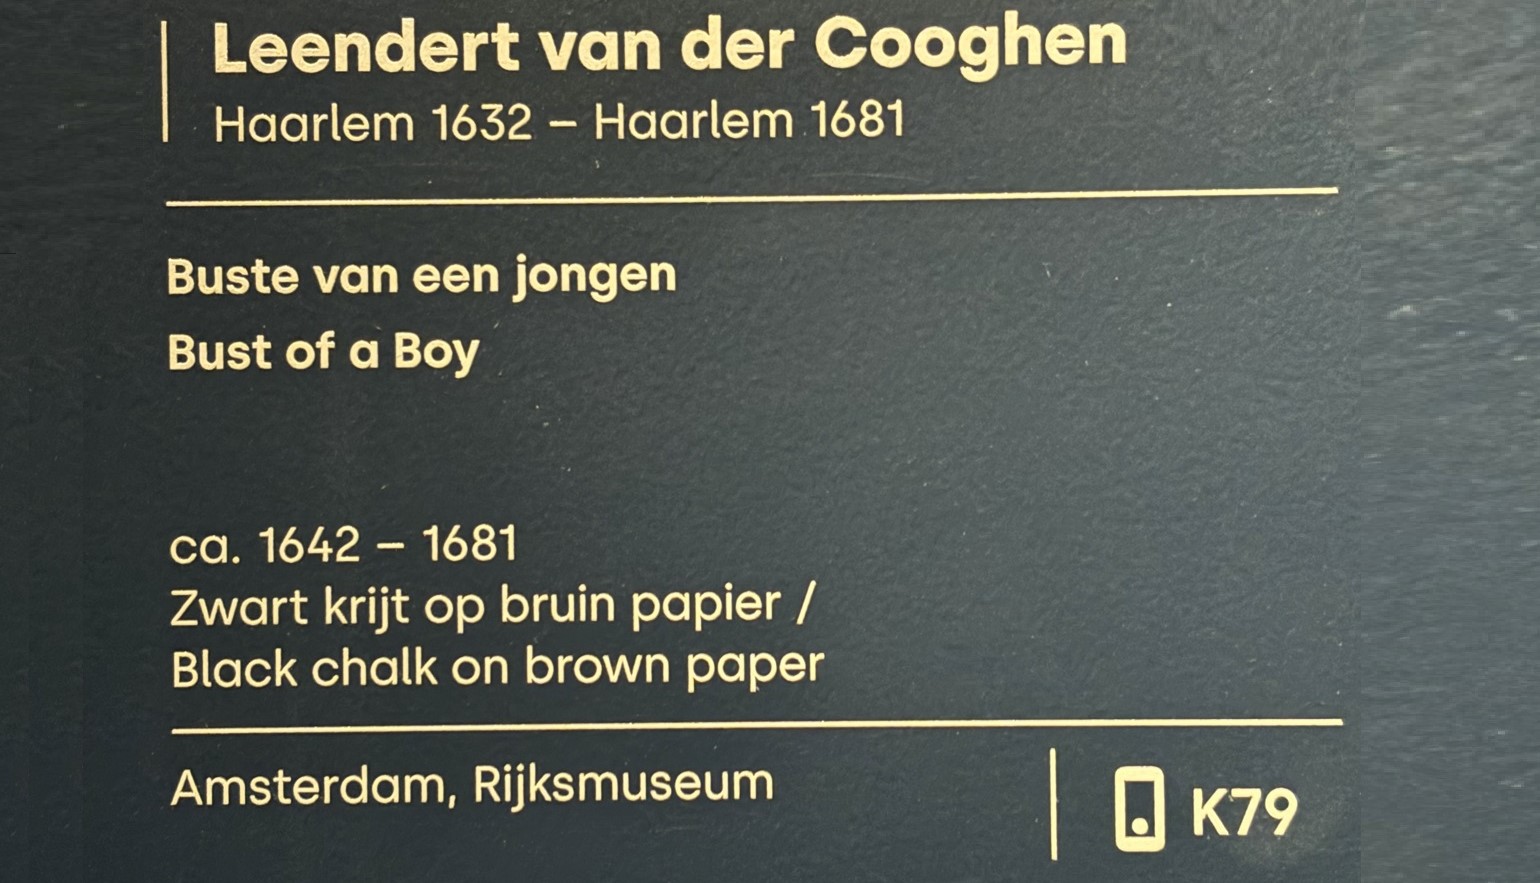 Leendert van der Cooghen
Haarlem 1632 – Haarlem 1681
Buste van een jongen
Bust of a Boy
ca. 1642 – 1681
Zwart krijt op bruin papier /
Black chalk on brown paper
Amsterdam, Rijksmuseum
K79